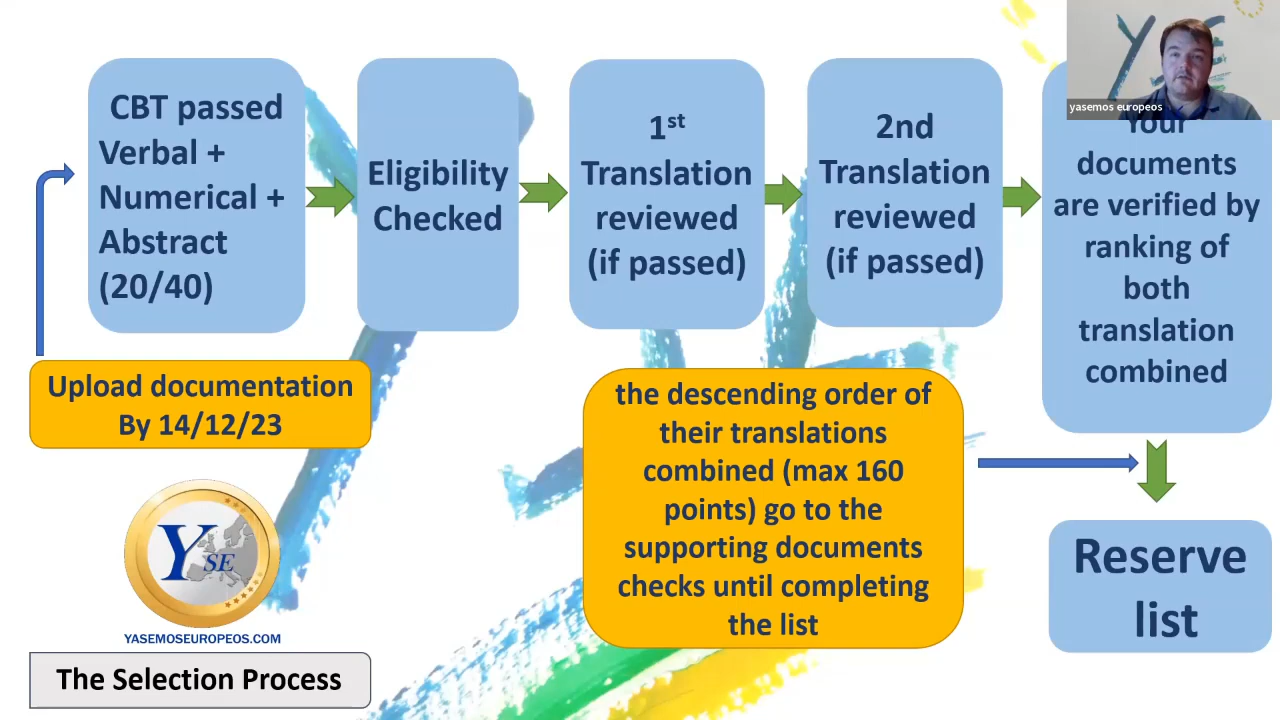 CBT passed
Verbal +
Numerical +
Abstract
(20/40)
Eligibility
Checked
1st
Translation
reviewed
(if passed)
2nd
Translation
reviewed
(if passed)
yasemos europeos
Your
documents
are verified by
ranking of
both
translation
combined
Upload documentation
By 14/12/23
the descending order of
their translations
combined (max 160
points) go to the
supporting documents
checks until completing
the list
Reserve
list
Y SE
YASEMOSEUROPEOS.COM
The Selection Process